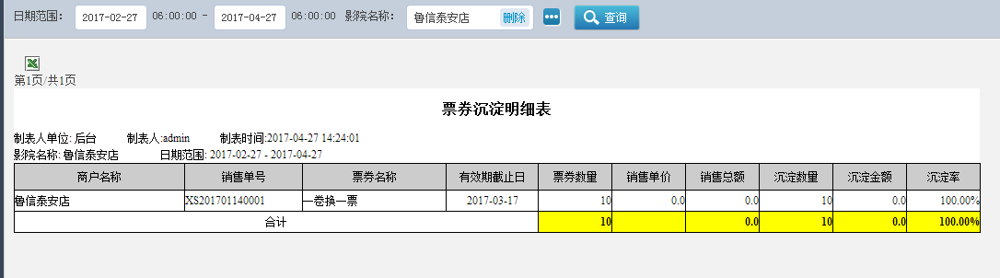 日期范围： 2017-02-27 06:00:00 - 2017-04-27 06:00:00 影院名称： 鲁信泰安店 删除 查询
第1页/共1页
票券沉淀明细表
制表人单位: 后台 制表人:admin 制表时间:2017-04-27 14:24:01
影院名称: 鲁信泰安店 日期范围: 2017-02-27 - 2017-04-27
商户名称 销售单号 票券名称 有效期截止日 票券数量 销售单价 销售总额 沉淀数量 沉淀金额 沉淀率
鲁信泰安店 XS201701140001 一卷换一票 2017-03-17 10 0.0 0.0 10 0.0 100.00%
合计 10 0.0 10 0.0 100.00%